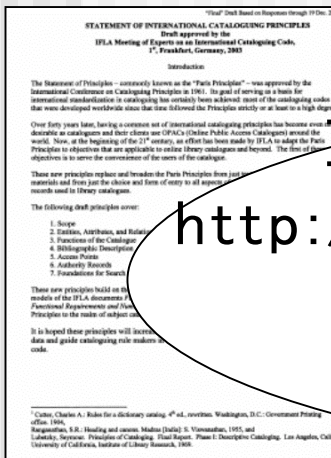 "Final" Draft Based on Responses through 19 Dec. 2
STATEMENT OF INTERNATIONAL CATALOGUING PRINCIPLES
Draft approved by the
IFLA Meeting of Experts on an International Cataloguing Code,
1st, Frankfurt, Germany, 2003
Introduction
The Statement of Principles – commonly known as the "Paris Principles" – was approved by the
International Conference on Cataloguing Principles in 1961. Its goal of serving as a basis for
international standardization in cataloguing has certainly been achieved: most of the cataloguing codes
that were developed worldwide since that time followed the Principles strictly or at least to a high degre
Over forty years later, having a common set of international cataloguing principles has become even m
desirable as cataloguers and their clients use OPACs (Online Public Access Catalogues) around the
world. Now, at the beginning of the 21st century, an effort has been made by IFLA to adapt the Paris
Principles to objectives that are applicable to online library catalogues and beyond. The first of these
objectives is to serve the convenience of the users of the catalogue.
These new principles replace and broaden the Paris Principles from just
materials and from just the choice and form of entry to all aspects
records used in library catalogues.
The following draft principles cover:
1. Scope
2. Entities, Attributes, and Relatio
3. Functions of the Catalogue
4. Bibliographic Description
5. Access Points
6. Authority Records
7. Foundations for Search
http:/
These new principles build on th
models of the IFLA documents
Functional Requirements and Num
Principles to the realm of subject
It is hoped these principles will increa
data and guide cataloguing rule makers in
code.
1 Cutter, Charles A.: Rules for a dictionary catalog. 4th ed., rewritten. Washington, D.C.: Government Printing
office. 1904,
Ranganathan, S.R.: Heading and canons. Madras [India]: S. Viswanathan, 1955, and
Lubetzky, Seymour. Principles of Cataloging. Final Report. Phase I: Descriptive Cataloging. Los Angeles, Cali
University of California, Institute of Library Research, 1969.